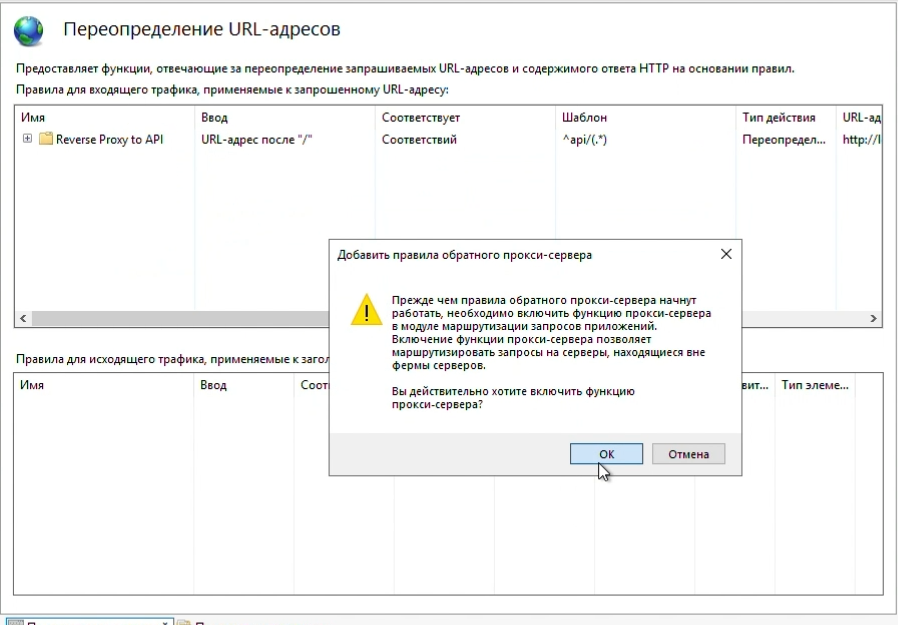 Переопределение URL-адресов
Предоставляет функции, отвечающие за переопределение запрашиваемых URL-адресов и содержимого ответа HTTP на основании правил.
Правила для входящего трафика, применяемые к запрошенному URL-адресу:
Имя Ввод Соответствует Шаблон Тип действия URL-ад
Reverse Proxy to API URL-адрес после "/" Соответствий ^api/(.*) Переопредел... http://l
Добавить правила обратного прокси-сервера
Прежде чем правила обратного прокси-сервера начнут
работать, необходимо включить функцию прокси-сервера
в модуле маршрутизации запросов приложений.
Включение функции прокси-сервера позволяет
маршрутизировать запросы на серверы, находящиеся вне
фермы серверов.
Вы действительно хотите включить функцию
прокси-сервера?
OK Отмена
Правила для исходящего трафика, применяемые к загол
Имя Ввод Соот вит... Тип элеме...